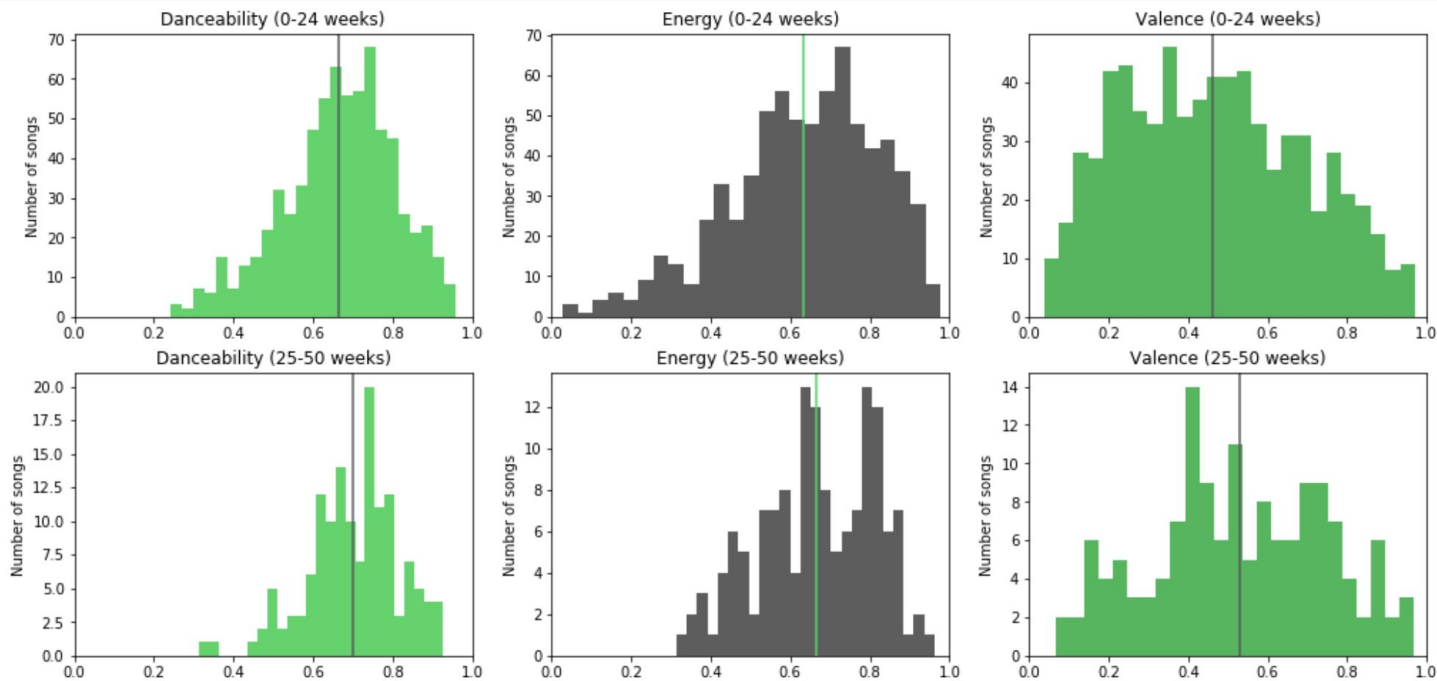 Danceability (0-24 weeks)
Number of songs
70
60
50
40
30
20
10
0
0.0 0.2 0.4 0.6 0.8 1.0
Energy (0-24 weeks)
Number of songs
70
60
50
40
30
20
10
0
0.0 0.2 0.4 0.6 0.8 1.0
Valence (0-24 weeks)
Number of songs
40
30
20
10
0
0.0 0.2 0.4 0.6 0.8 1.0
Danceability (25-50 weeks)
Number of songs
20.0
17.5
15.0
12.5
10.0
7.5
5.0
2.5
0.0
0.0 0.2 0.4 0.6 0.8 1.0
Energy (25-50 weeks)
Number of songs
12
10
8
6
4
2
0
0.0 0.2 0.4 0.6 0.8 1.0
Valence (25-50 weeks)
Number of songs
14
12
10
8
6
4
2
0
0.0 0.2 0.4 0.6 0.8 1.0